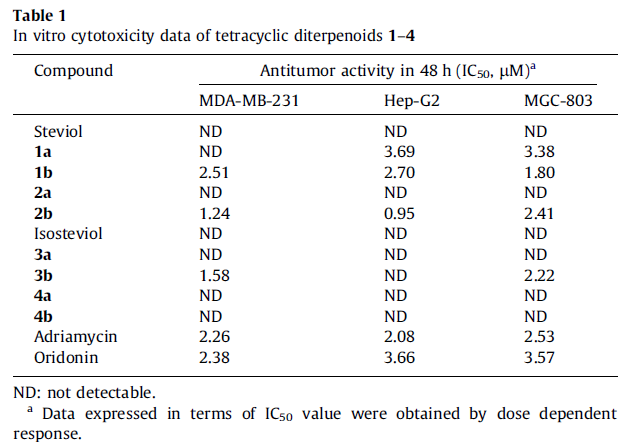 Table 1
In vitro cytotoxicity data of tetracyclic diterpenoids 1–4
Compound Antitumor activity in 48 h (IC50, μM)a
MDA-MB-231 Hep-G2 MGC-803
Steviol ND ND ND
1a ND 3.69 3.38
1b 2.51 2.70 1.80
2a ND ND ND
2b 1.24 0.95 2.41
Isosteviol ND ND ND
3a ND ND ND
3b 1.58 ND 2.22
4a ND ND ND
4b ND ND ND
Adriamycin 2.26 2.08 2.53
Oridonin 2.38 3.66 3.57
ND: not detectable.
a Data expressed in terms of IC50 value were obtained by dose dependent
response.